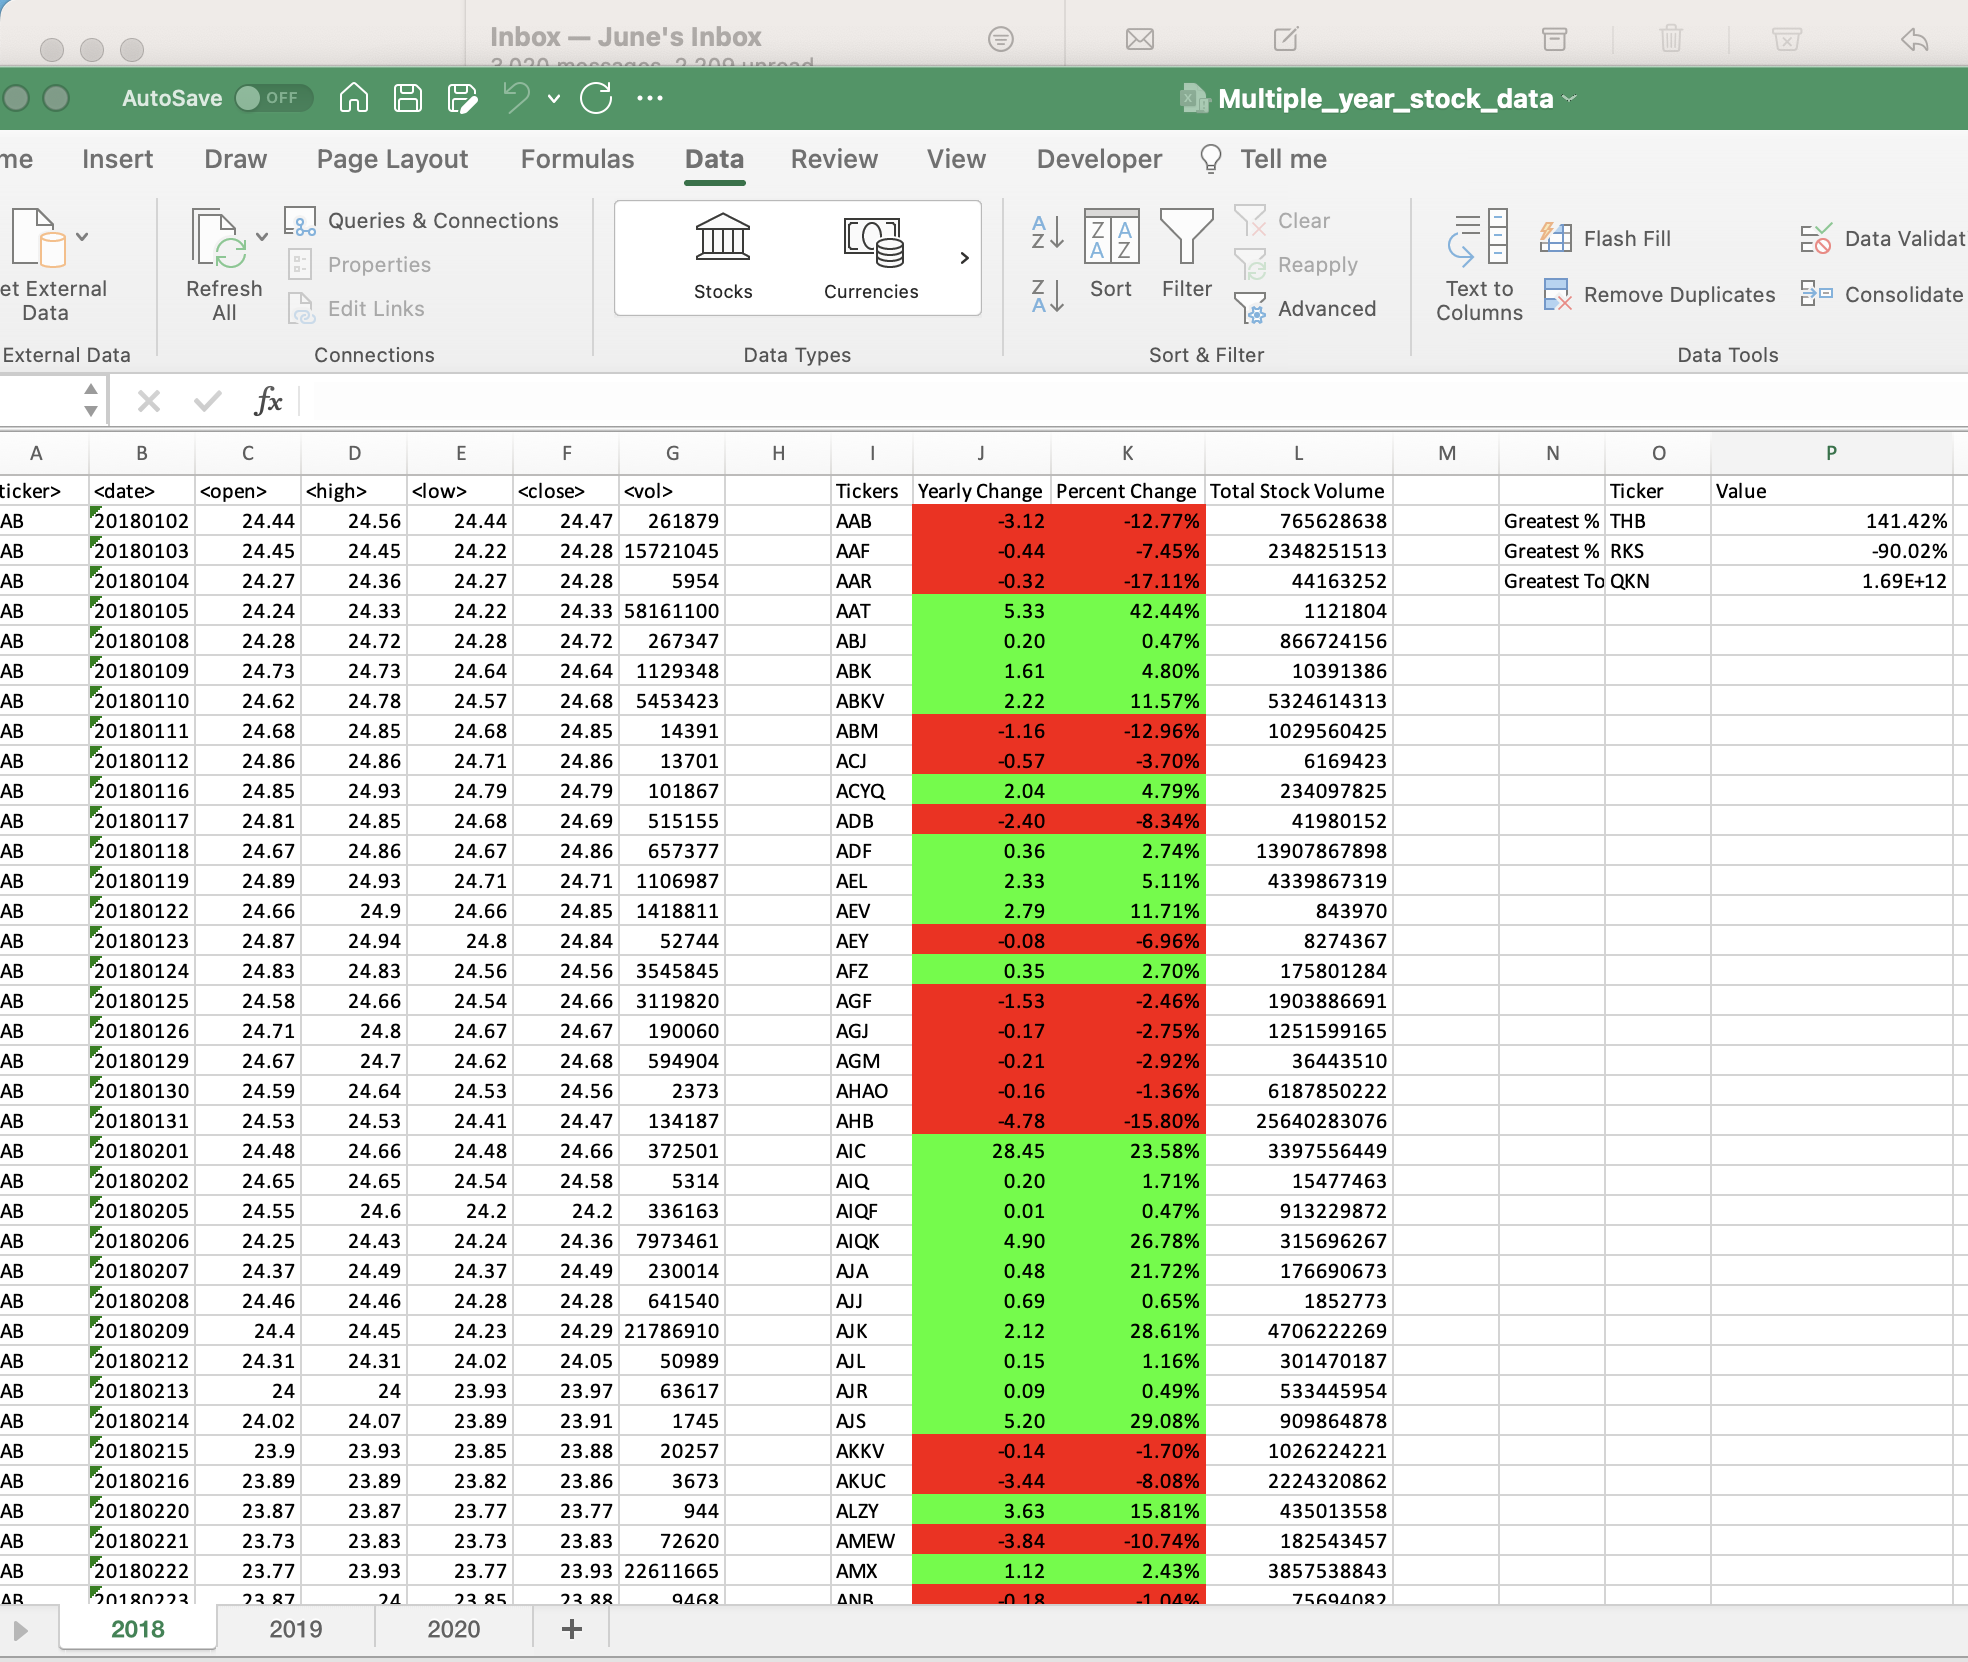 Inbox — June's Inbox
3,020 messages, 2,209 unread
AutoSave OFF Multiple_year_stock_data
me Insert Draw Page Layout Formulas Data Review View Developer Tell me
et External Data
Refresh All
Queries & Connections
Properties
Edit Links
Stocks
Currencies
Sort
Filter
Clear
Reapply
Advanced
Text to Columns
Flash Fill
Remove Duplicates
Data Validat
Consolidate
External Data Connections Data Types Sort & Filter Data Tools
fx
A B C D E F G H I J K L M N O P
ticker> <date> <open> <high> <low> <close> <vol> Tickers Yearly Change Percent Change Total Stock Volume Ticker Value
AB 20180102 24.44 24.56 24.44 24.47 261879 AAB -3.12 -12.77% 765628638 Greatest % THB 141.42%
AB 20180103 24.45 24.45 24.22 24.28 15721045 AAF -0.44 -7.45% 2348251513 Greatest % RKS -90.02%
AB 20180104 24.27 24.36 24.27 24.28 5954 AAR -0.32 -17.11% 44163252 Greatest To QKN 1.69E+12
AB 20180105 24.24 24.33 24.22 24.33 58161100 AAT 5.33 42.44% 1121804
AB 20180108 24.28 24.72 24.28 24.72 267347 ABJ 0.20 0.47% 866724156
AB 20180109 24.73 24.73 24.64 24.64 1129348 ABK 1.61 4.80% 10391386
AB 20180110 24.62 24.78 24.57 24.68 5453423 ABKV 2.22 11.57% 5324614313
AB 20180111 24.68 24.85 24.68 24.85 14391 ABM -1.16 -12.96% 1029560425
AB 20180112 24.86 24.86 24.71 24.86 13701 ACJ -0.57 -3.70% 6169423
AB 20180116 24.85 24.93 24.79 24.79 101867 ACYQ 2.04 4.79% 234097825
AB 20180117 24.81 24.85 24.68 24.69 515155 ADB -2.40 -8.34% 41980152
AB 20180118 24.67 24.86 24.67 24.86 657377 ADF 0.36 2.74% 13907867898
AB 20180119 24.89 24.93 24.71 24.71 1106987 AEL 2.33 5.11% 4339867319
AB 20180122 24.66 24.9 24.66 24.85 1418811 AEV 2.79 11.71% 843970
AB 20180123 24.87 24.94 24.8 24.84 52744 AEY -0.08 -6.96% 8274367
AB 20180124 24.83 24.83 24.56 24.56 3545845 AFZ 0.35 2.70% 175801284
AB 20180125 24.58 24.66 24.54 24.66 3119820 AGF -1.53 -2.46% 1903886691
AB 20180126 24.71 24.8 24.67 24.67 190060 AGJ -0.17 -2.75% 1251599165
AB 20180129 24.67 24.7 24.62 24.68 594904 AGM -0.21 -2.92% 36443510
AB 20180130 24.59 24.64 24.53 24.56 2373 AHAO -0.16 -1.36% 6187850222
AB 20180131 24.53 24.53 24.41 24.47 134187 AHB -4.78 -15.80% 25640283076
AB 20180201 24.48 24.66 24.48 24.66 372501 AIC 28.45 23.58% 3397556449
AB 20180202 24.65 24.65 24.54 24.58 5314 AIQ 0.20 1.71% 15477463
AB 20180205 24.55 24.6 24.2 24.2 336163 AIQF 0.01 0.47% 913229872
AB 20180206 24.25 24.43 24.24 24.36 7973461 AIQK 4.90 26.78% 315696267
AB 20180207 24.37 24.49 24.37 24.49 230014 AJA 0.48 21.72% 176690673
AB 20180208 24.46 24.46 24.28 24.28 641540 AJJ 0.69 0.65% 1852773
AB 20180209 24.4 24.45 24.23 24.29 21786910 AJK 2.12 28.61% 4706222269
AB 20180212 24.31 24.31 24.02 24.05 50989 AJL 0.15 1.16% 301470187
AB 20180213 24 24 23.93 23.97 63617 AJR 0.09 0.49% 533445954
AB 20180214 24.02 24.07 23.89 23.91 1745 AJS 5.20 29.08% 909864878
AB 20180215 23.9 23.93 23.85 23.88 20257 AKKV -0.14 -1.70% 1026224221
AB 20180216 23.89 23.89 23.82 23.86 3673 AKUC -3.44 -8.08% 2224320862
AB 20180220 23.87 23.87 23.77 23.77 944 ALZY 3.63 15.81% 435013558
AB 20180221 23.73 23.83 23.73 23.83 72620 AMEW -3.84 -10.74% 182543457
AB 20180222 23.77 23.93 23.77 23.93 22611665 AMX 1.12 2.43% 3857538843
AB 20180223 23.87 24 23.85 23.88 9468 ANB -0.18 -1.04% 75694082
2018 2019 2020 +